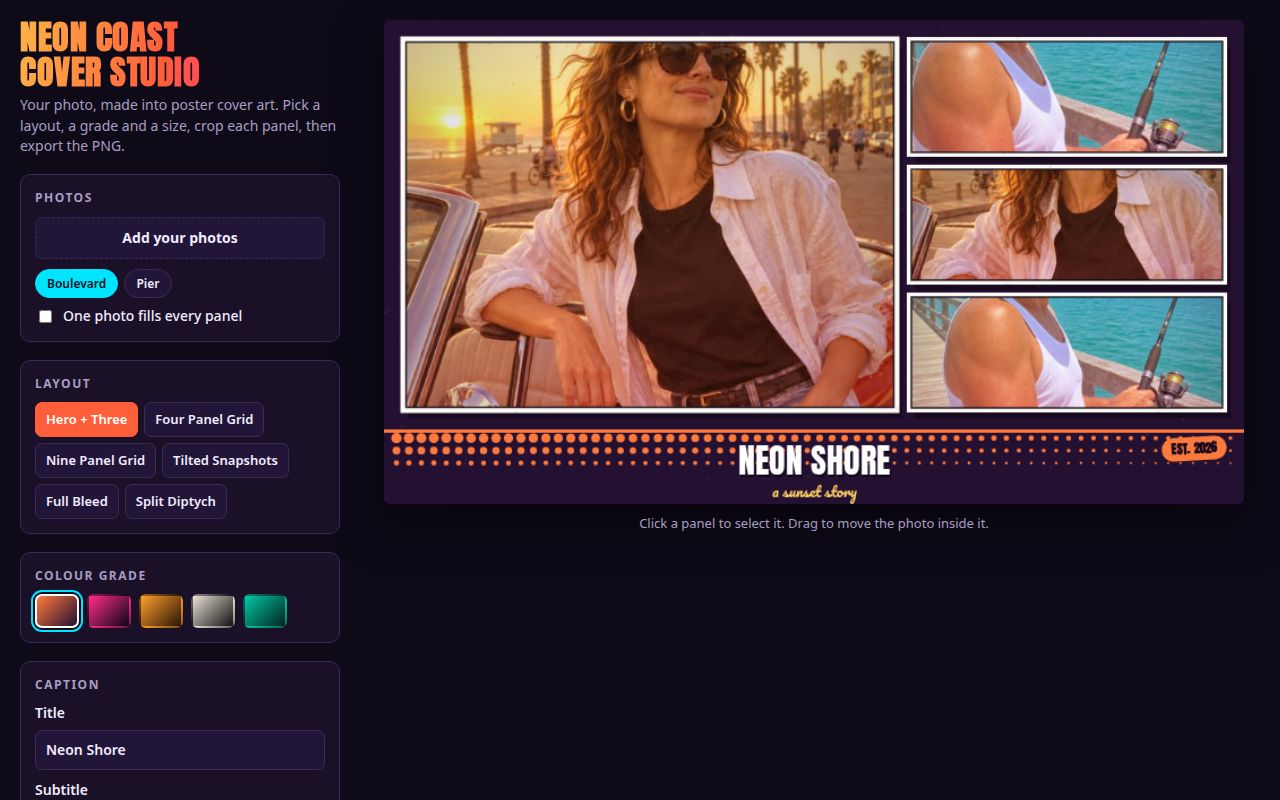 NEON COAST
COVER STUDIO
Your photo, made into poster cover art. Pick a
layout, a grade and a size, crop each panel, then
export the PNG.
PHOTOS
Add your photos
Boulevard
Pier
One photo fills every panel
LAYOUT
Hero + Three
Four Panel Grid
Nine Panel Grid
Tilted Snapshots
Full Bleed
Split Diptych
COLOUR GRADE
CAPTION
Title
Neon Shore
Subtitle
NEON SHORE
a sunset story
EST. 2026
Click a panel to select it. Drag to move the photo inside it.